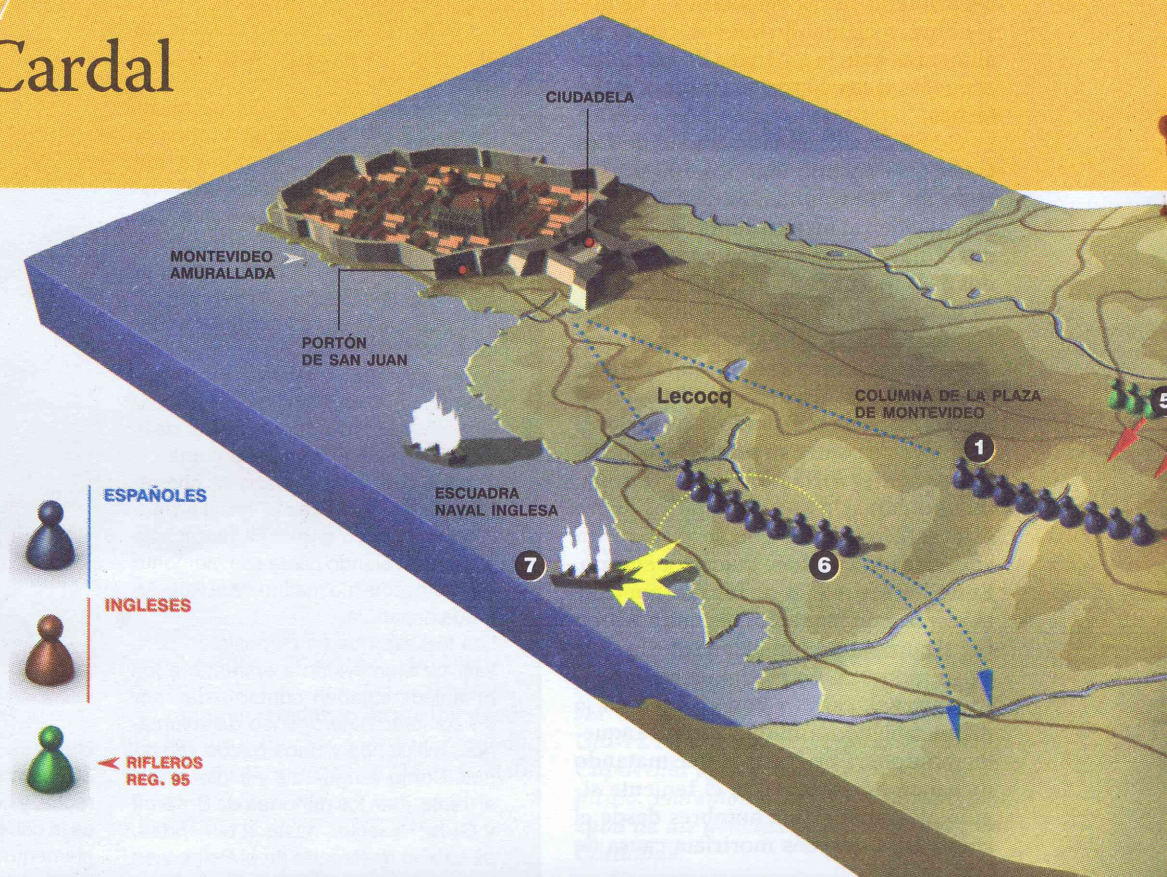 Cardal
CIUDADELA
MONTEVIDEO
AMURALLADA
PORTÓN
DE SAN JUAN
Lecocq
COLUMNA DE LA PLAZA
DE MONTEVIDEO
1
5
ESCUADRA
NAVAL INGLESA
7
6
ESPAÑOLES
INGLESES
RIFLEROS
REG. 95